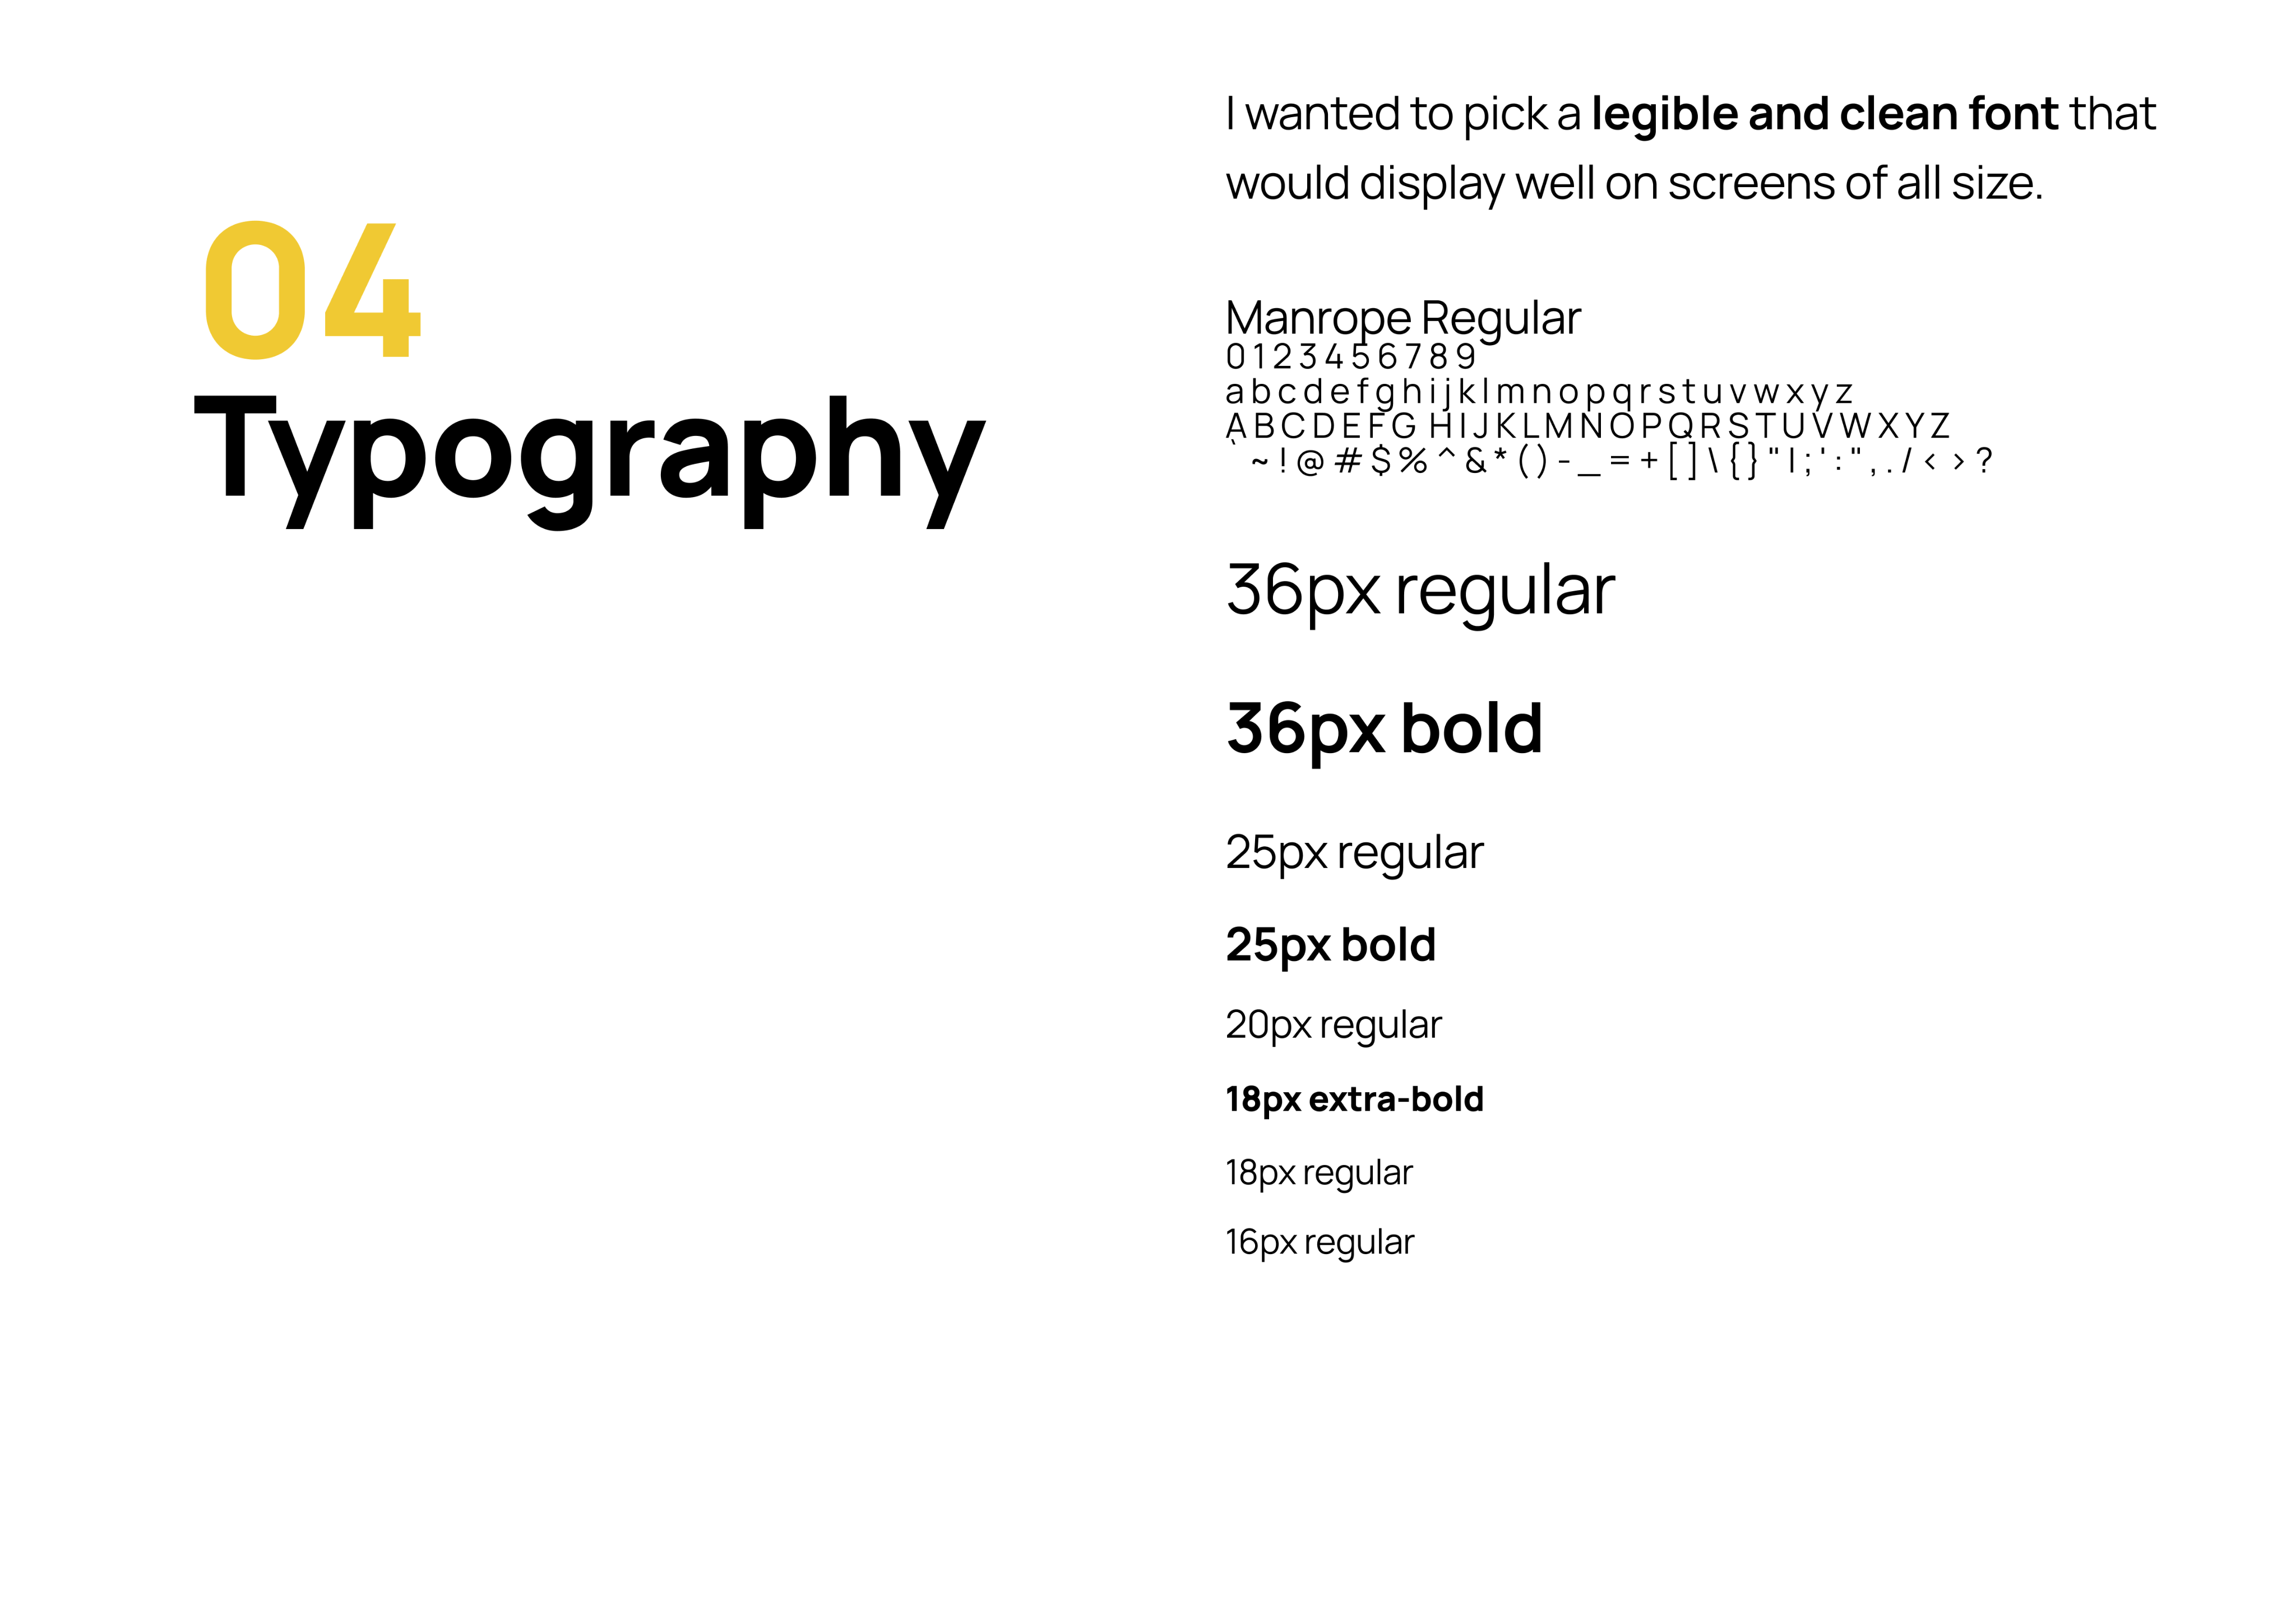 04
Typography
I wanted to pick a legible and clean font that
would display well on screens of all size.
Manrope Regular
0 1 2 3 4 5 6 7 8 9
a b c d e f g h i j k l m n o p q r s t u v w x y z
A B C D E F G H I J K L M N O P Q R S T U V W X Y Z
` ~ ! @ # $ % ^ & * ( ) - _ = + [ ] \ { } " | ; ' : " , . / < > ?
36px regular
36px bold
25px regular
25px bold
20px regular
18px extra-bold
18px regular
16px regular